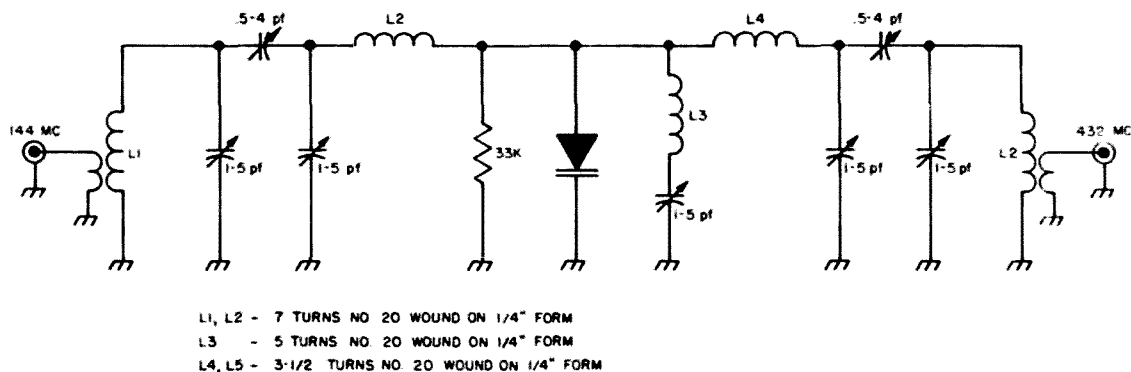 .5-4 pf
L2
L4
.5-4 pf
144 MC
L1
1-5 pf
1-5 pf
33K
L3
1-5 pf
1-5 pf
1-5 pf
L2
432 MC
L1, L2 - 7 TURNS NO. 20 WOUND ON 1/4" FORM
L3 - 5 TURNS NO. 20 WOUND ON 1/4" FORM
L4, L5 - 3-1/2 TURNS NO. 20 WOUND ON 1/4" FORM